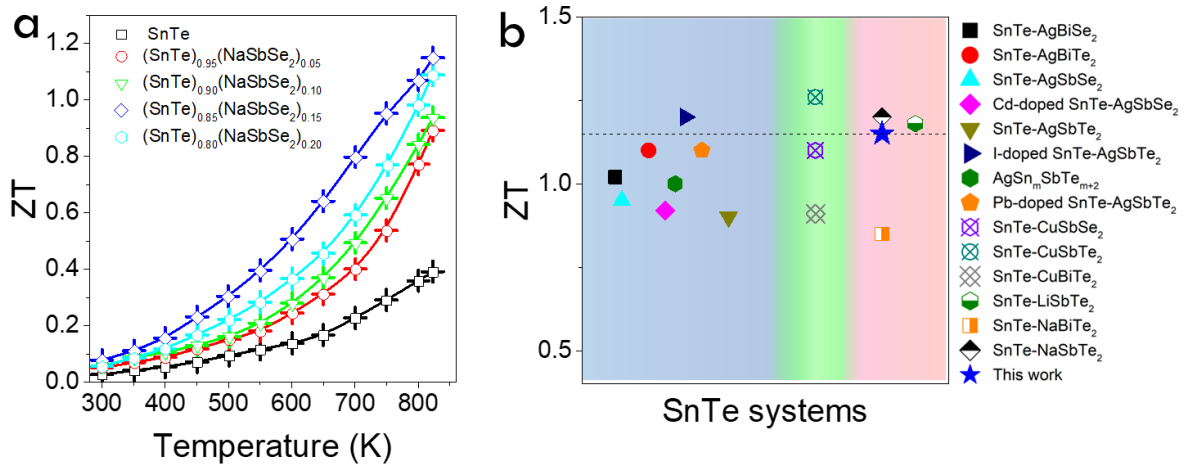 a
ZT
1.2
1.0
0.8
0.6
0.4
0.2
0.0
300 400 500 600 700 800
Temperature (K)
SnTe
(SnTe)0.95(NaSbSe2)0.05
(SnTe)0.90(NaSbSe2)0.10
(SnTe)0.85(NaSbSe2)0.15
(SnTe)0.80(NaSbSe2)0.20
b
ZT
1.5
1.0
0.5
SnTe systems
SnTe-AgBiSe2
SnTe-AgBiTe2
SnTe-AgSbSe2
Cd-doped SnTe-AgSbSe2
SnTe-AgSbTe2
I-doped SnTe-AgSbTe2
AgSnmSbTem+2
Pb-doped SnTe-AgSbTe2
SnTe-CuSbSe2
SnTe-CuSbTe2
SnTe-CuBiTe2
SnTe-LiSbTe2
SnTe-NaBiTe2
SnTe-NaSbTe2
This work